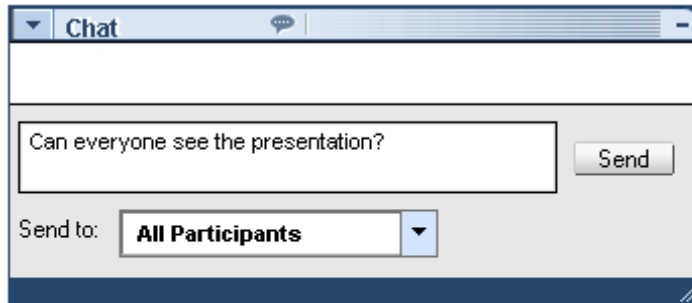 Chat
Can everyone see the presentation?
Send
Send to:
All Participants